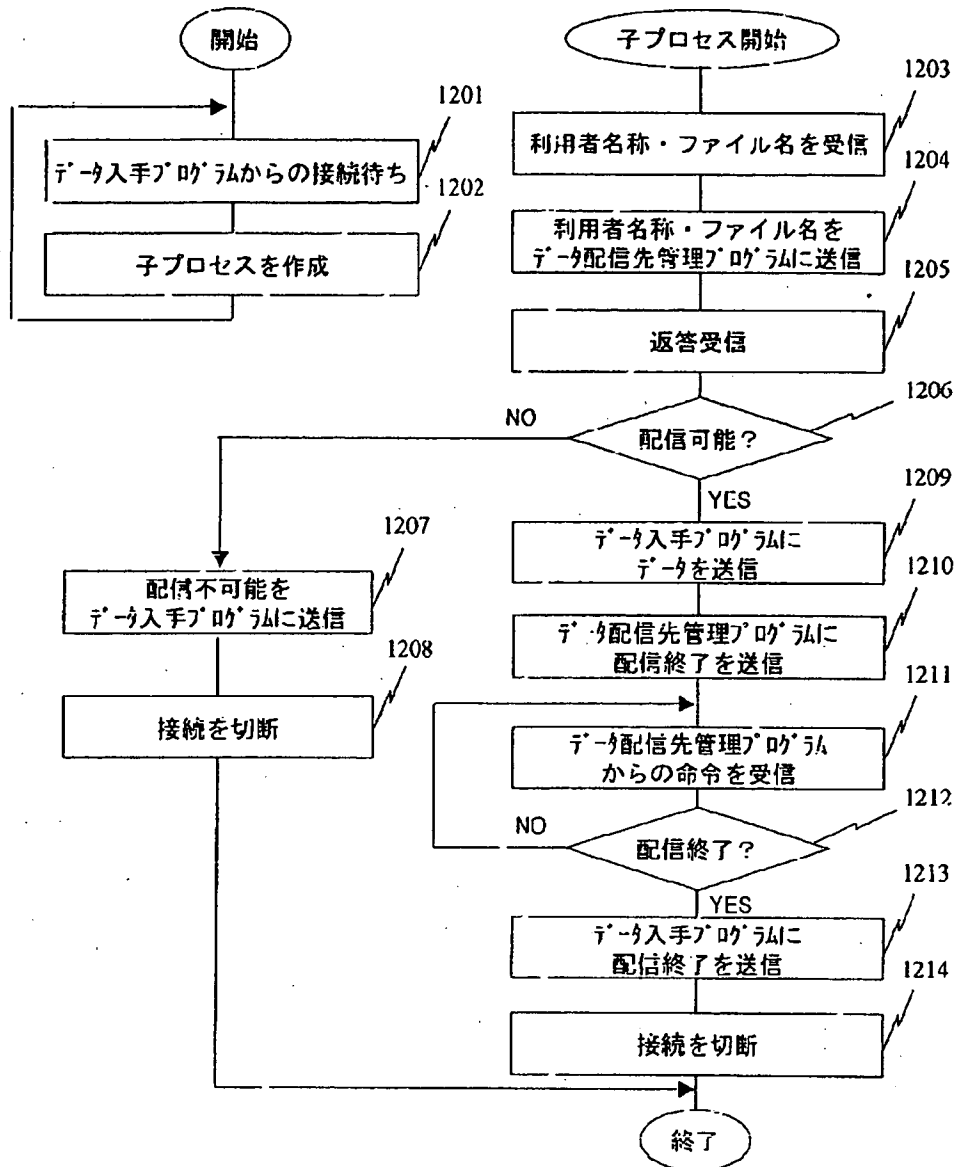 開始
1201
データ入手プログラムからの接続待ち
1202
子プロセスを作成
子プロセス開始
1203
利用者名称・ファイル名を受信
1204
利用者名称・ファイル名を
データ配信先管理プログラムに送信
1205
返答受信
1206
配信可能?
NO
YES
1207
配信不可能を
データ入手プログラムに送信
1208
接続を切断
1209
データ入手プログラムに
データを送信
1210
データ配信先管理プログラムに
配信終了を送信
1211
データ配信先管理プログラム
からの命令を受信
1212
配信終了?
NO
YES
1213
データ入手プログラムに
配信終了を送信
1214
接続を切断
終了